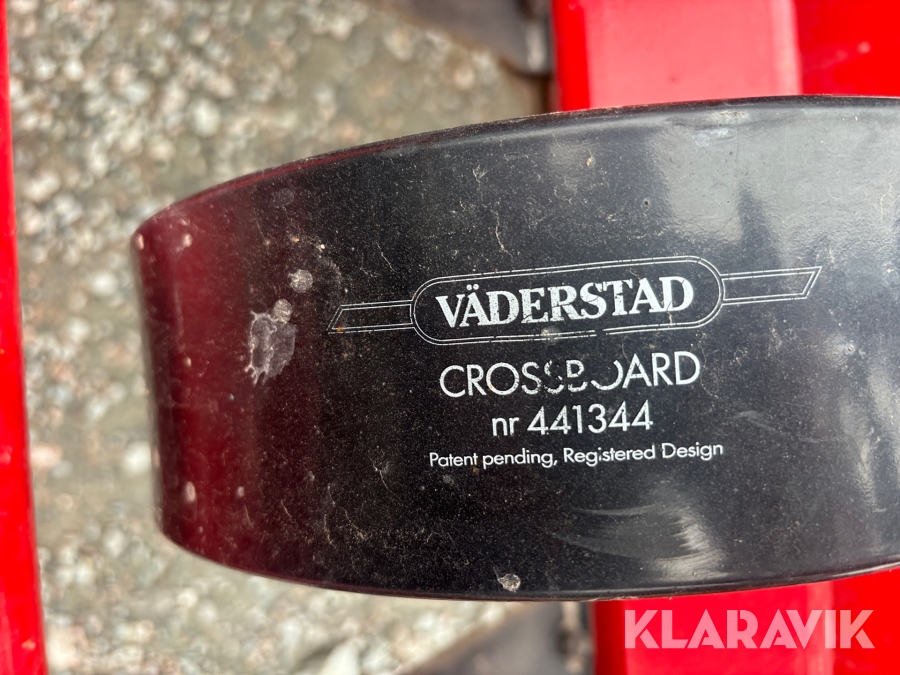 VÄDERSTAD
CROSSBOARD
nr 441344
Patent pending, Registered Design
KLARAVIK